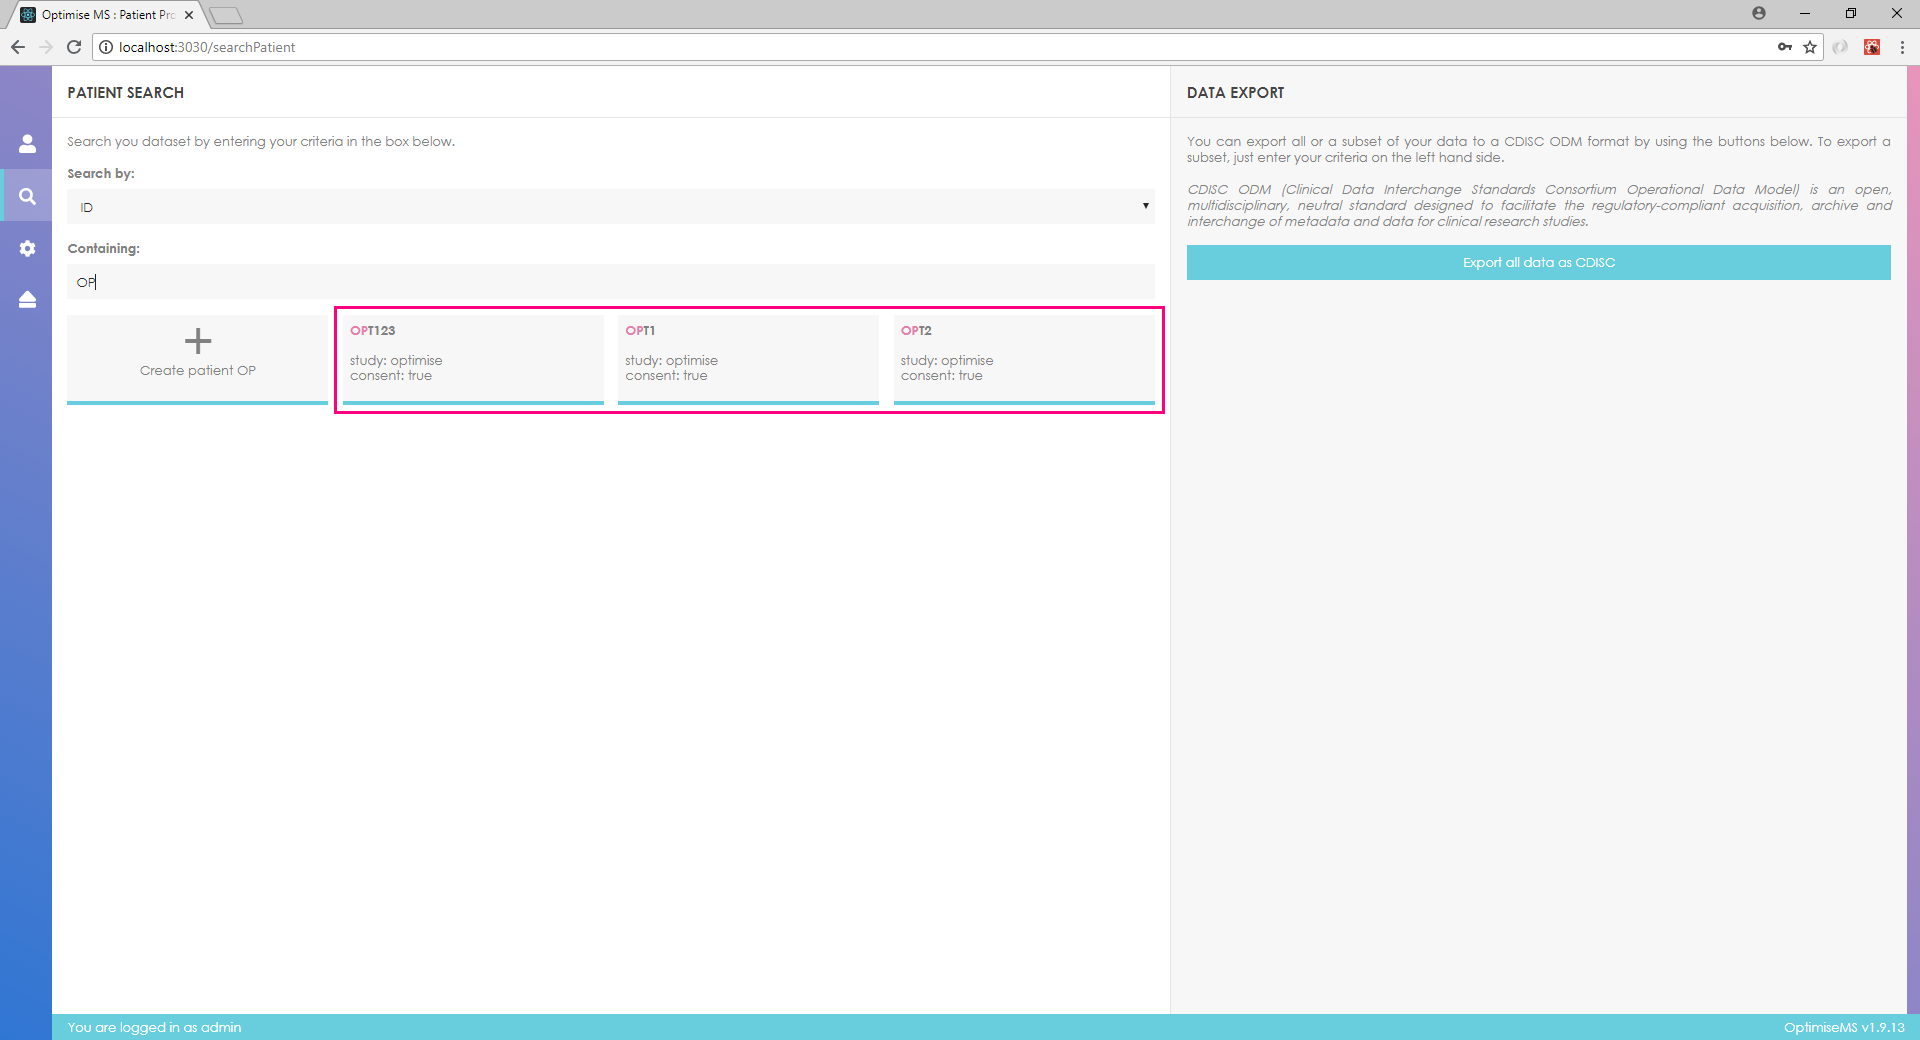 Optimise MS : Patient Pro
localhost:3030/searchPatient
PATIENT SEARCH
Search you dataset by entering your criteria in the box below.
Search by:
ID
Containing:
OP
Create patient OP
OPT123
study: optimise
consent: true
OPT1
study: optimise
consent: true
OPT2
study: optimise
consent: true
DATA EXPORT
You can export all or a subset of your data to a CDISC ODM format by using the buttons below. To export a
subset, just enter your criteria on the left hand side.
CDISC ODM (Clinical Data Interchange Standards Consortium Operational Data Model) is an open,
multidisciplinary, neutral standard designed to facilitate the regulatory-compliant acquisition, archive and
interchange of metadata and data for clinical research studies.
Export all data as CDISC
You are logged in as admin
OptimiseMS v1.9.13